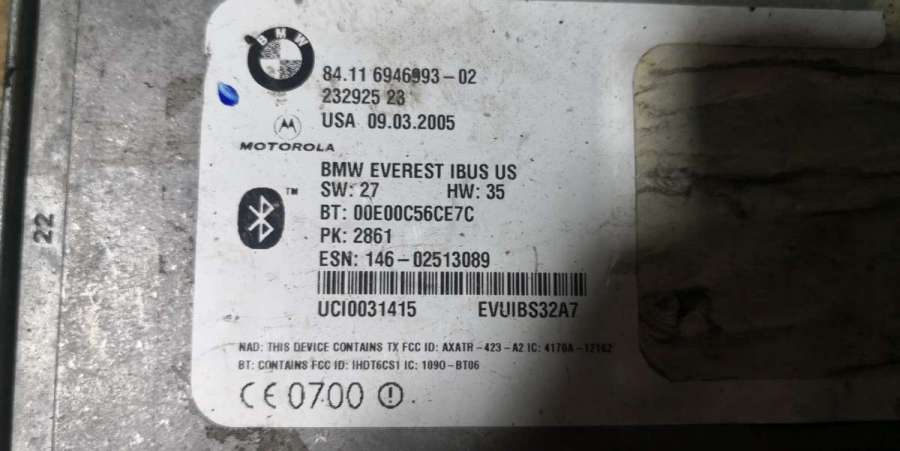 BMW
84.11 6946993-02
232925 23
USA 09.03.2005
MOTOROLA
BMW EVEREST IBUS US
SW: 27 HW: 35
TM
BT: 00E00C56CE7C
PK: 2861
ESN: 146-02513089
UCI0031415 EVUIBS32A7
NAD: THIS DEVICE CONTAINS TX FCC ID: AXATR-423-A2 IC: 4170A-12162
BT: CONTAINS FCC ID: IHDT6CS1 IC: 1090-BT06
CE 0700
22